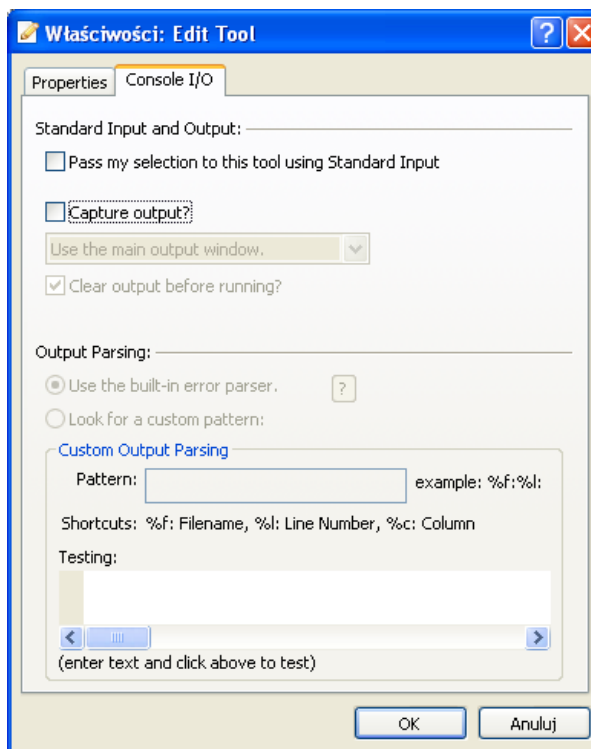 Właściwości: Edit Tool
?
Properties
Console I/O
Standard Input and Output:
Pass my selection to this tool using Standard Input
Capture output?
Use the main output window.
Clear output before running?
Output Parsing:
Use the built-in error parser.
?
Look for a custom pattern:
Custom Output Parsing
Pattern:
example: %f:%l:
Shortcuts: %f: Filename, %l: Line Number, %c: Column
Testing:
(enter text and click above to test)
OK
Anuluj